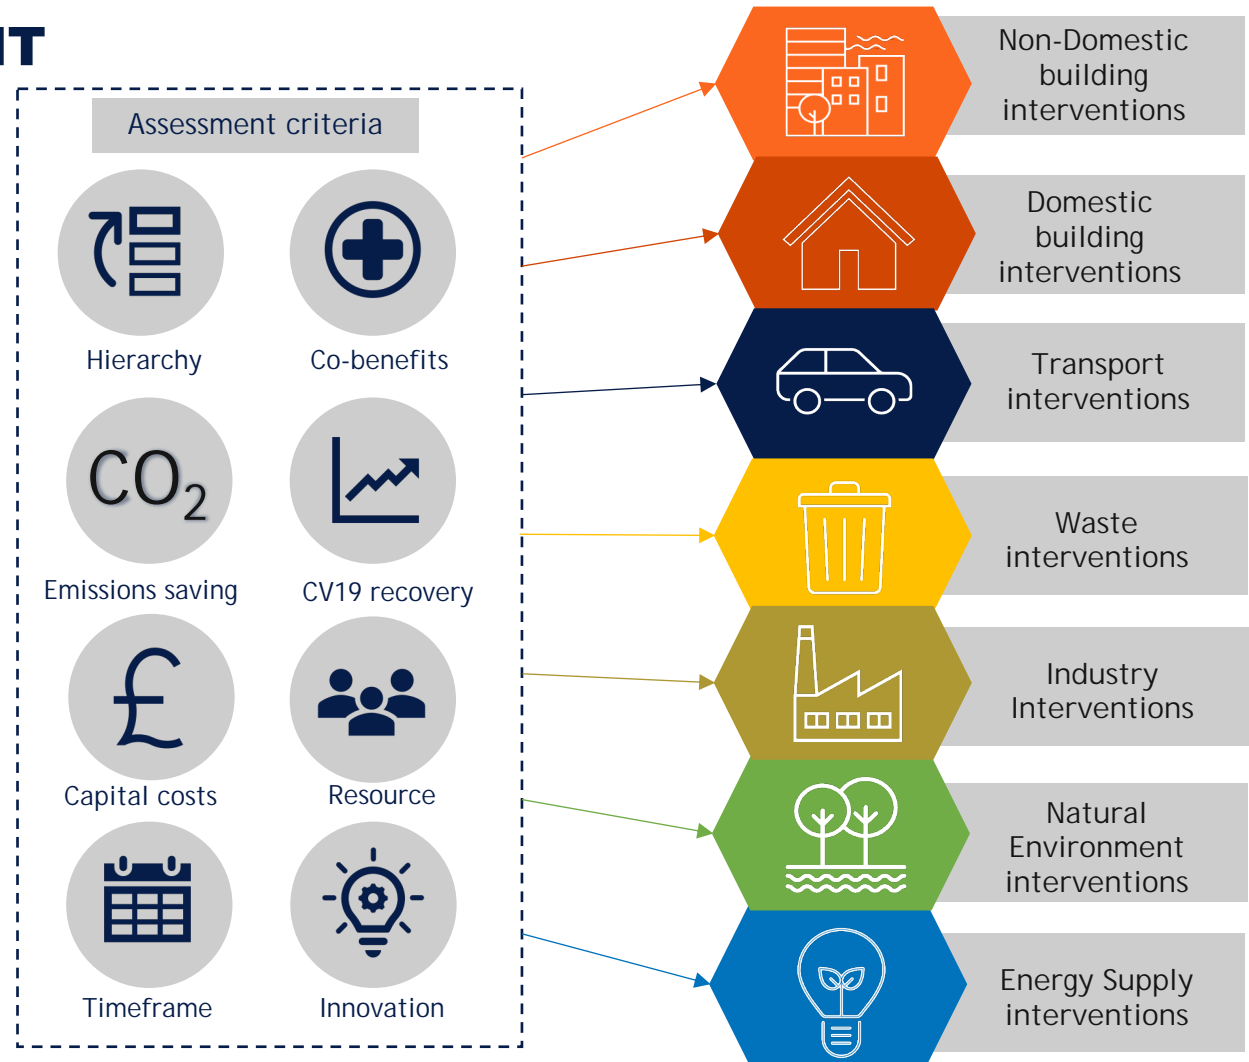 Assessment criteria
Hierarchy
Co-benefits
CO₂
Emissions saving
CV19 recovery
£
Capital costs
Resource
Timeframe
Innovation
Non-Domestic
building
interventions
Domestic
building
interventions
Transport
interventions
Waste
interventions
Industry
Interventions
Natural
Environment
interventions
Energy Supply
interventions